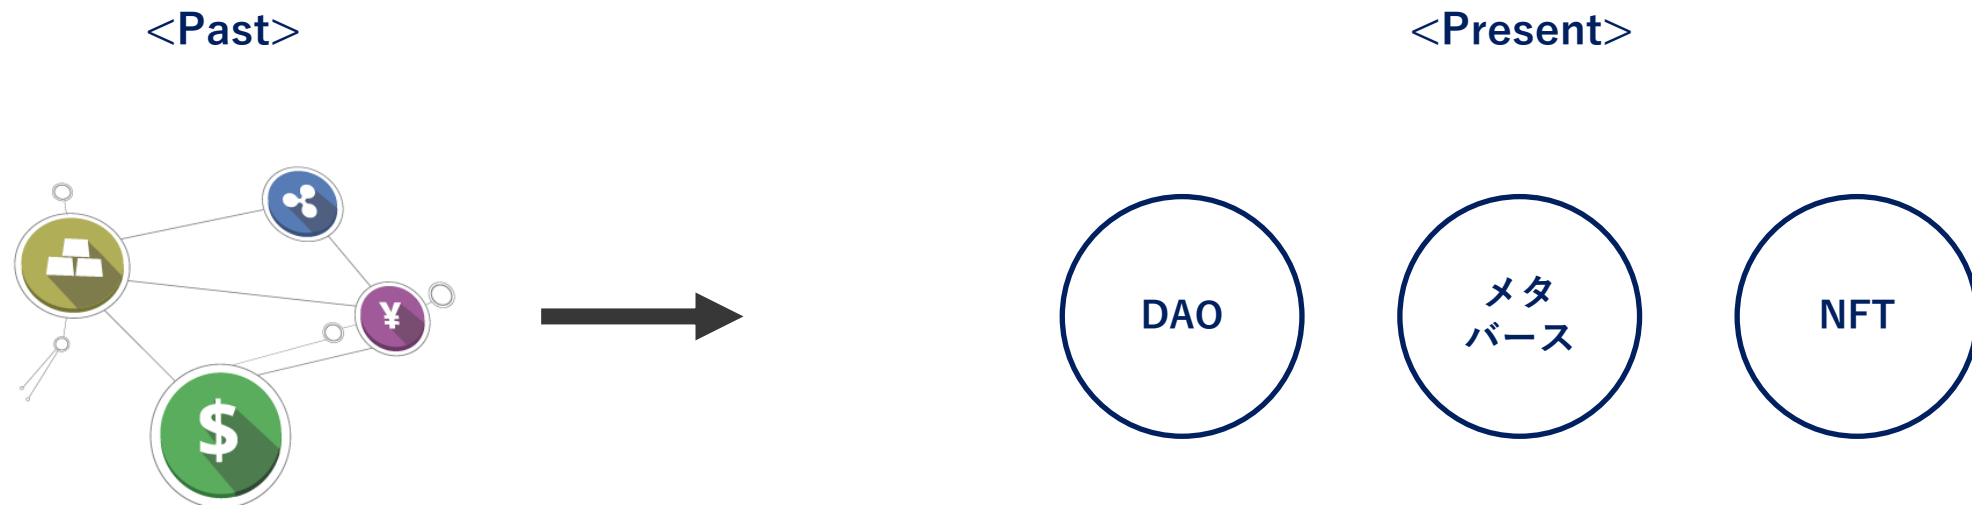 <Past>
<Present>
¥
$
DAO
メタ
バース
NFT